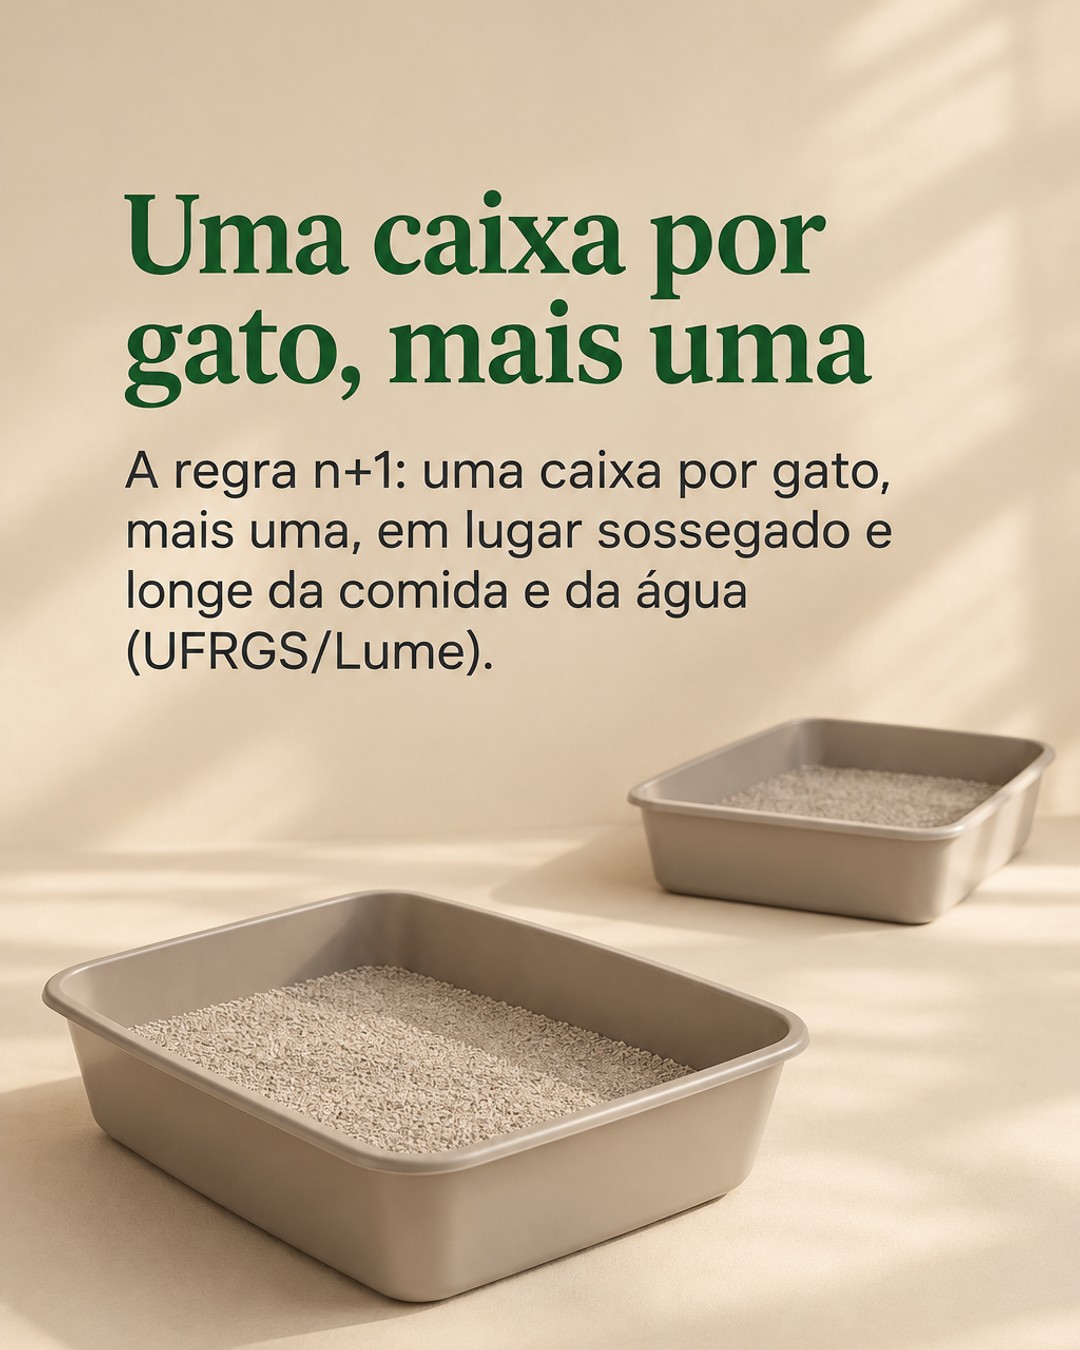 Uma caixa por
gato, mais uma
A regra n+1: uma caixa por gato,
mais uma, em lugar sossegado e
longe da comida e da água
(UFRGS/Lume).